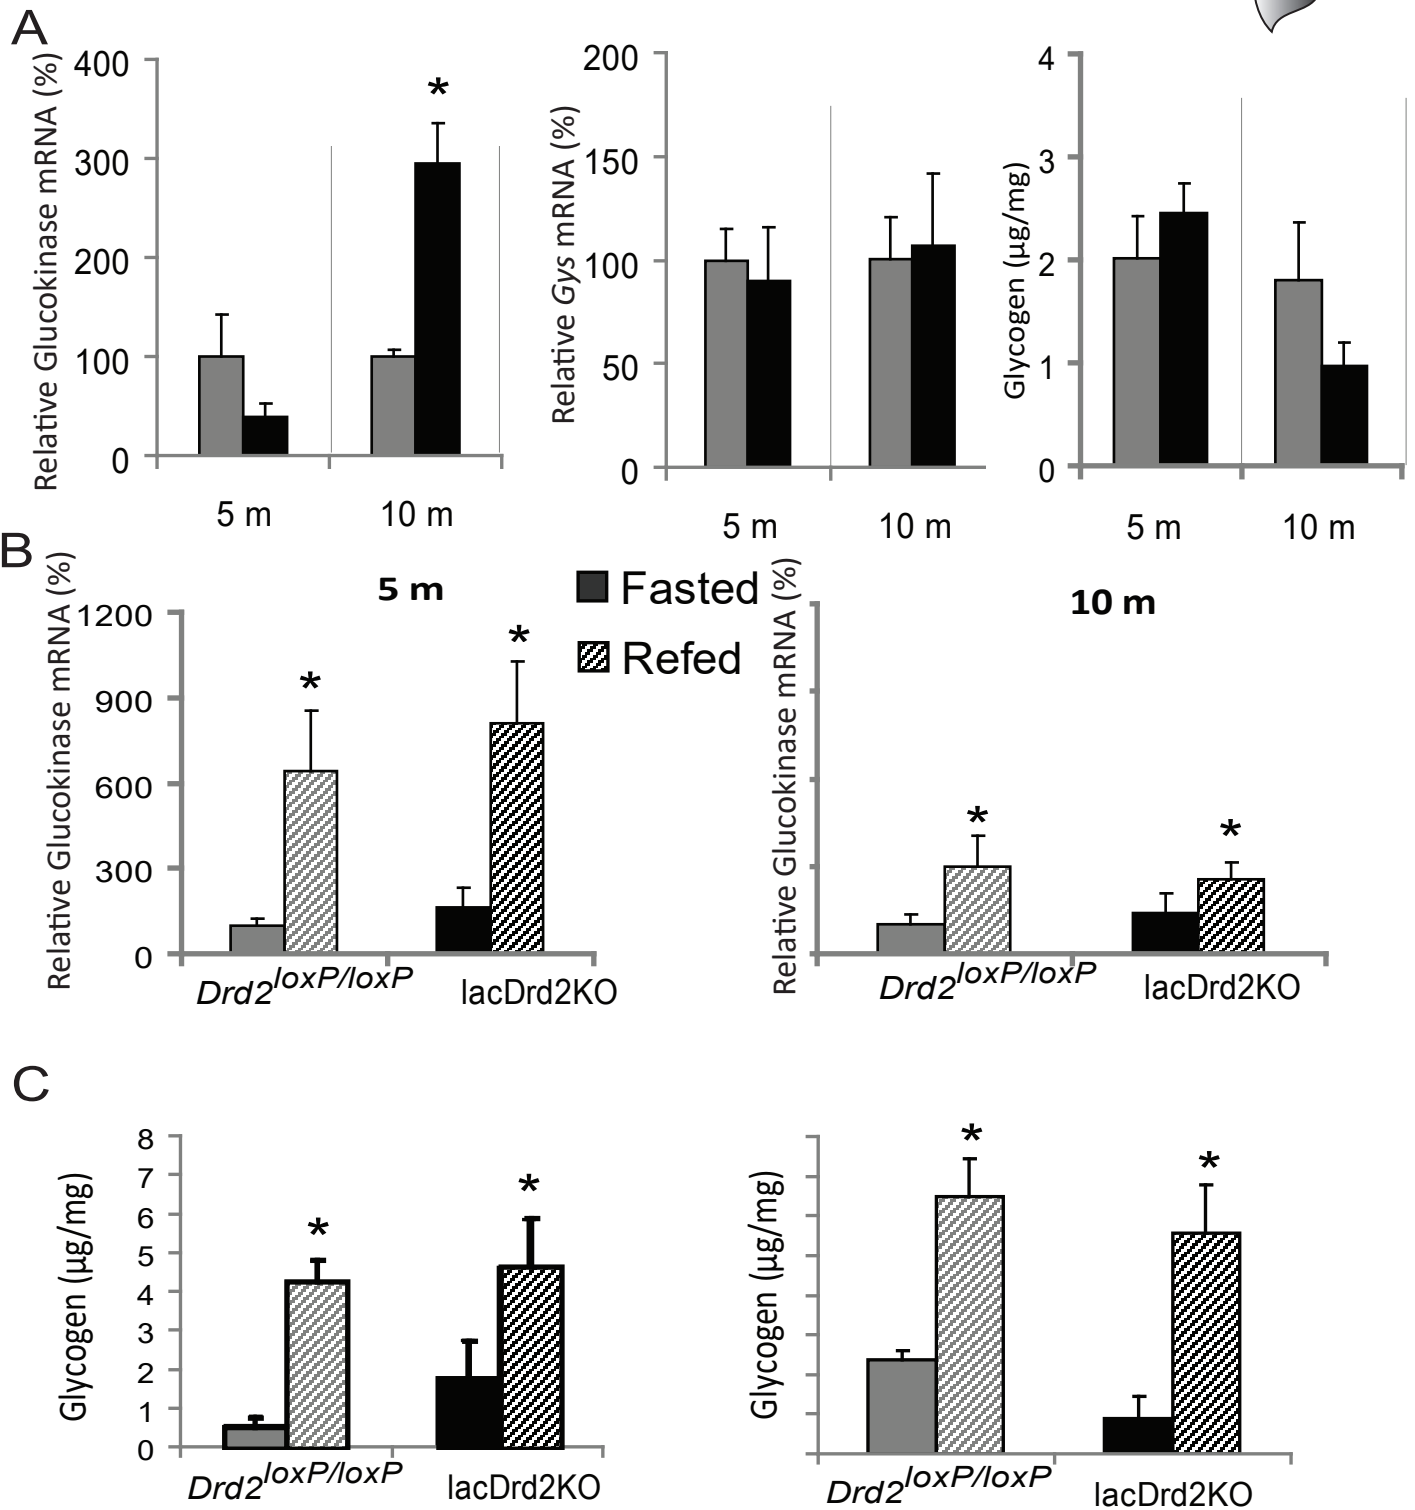 A
Relative Glucokinase mRNA (%)
400
300
200
100
0
*
5 m
10 m
Relative Gys mRNA (%)
200
150
100
50
0
5 m
10 m
Glycogen (µg/mg)
4
3
2
1
0
5 m
10 m
B
Relative Glucokinase mRNA (%)
1200
900
600
300
0
5 m
*
*
Drd2loxP/loxP
lacDrd2KO
Fasted
Refed
Relative Glucokinase mRNA (%)
10 m
*
*
Drd2loxP/loxP
lacDrd2KO
C
Glycogen (µg/mg)
8
7
6
5
4
3
2
1
0
*
*
Drd2loxP/loxP
lacDrd2KO
Glycogen (µg/mg)
*
*
Drd2loxP/loxP
lacDrd2KO